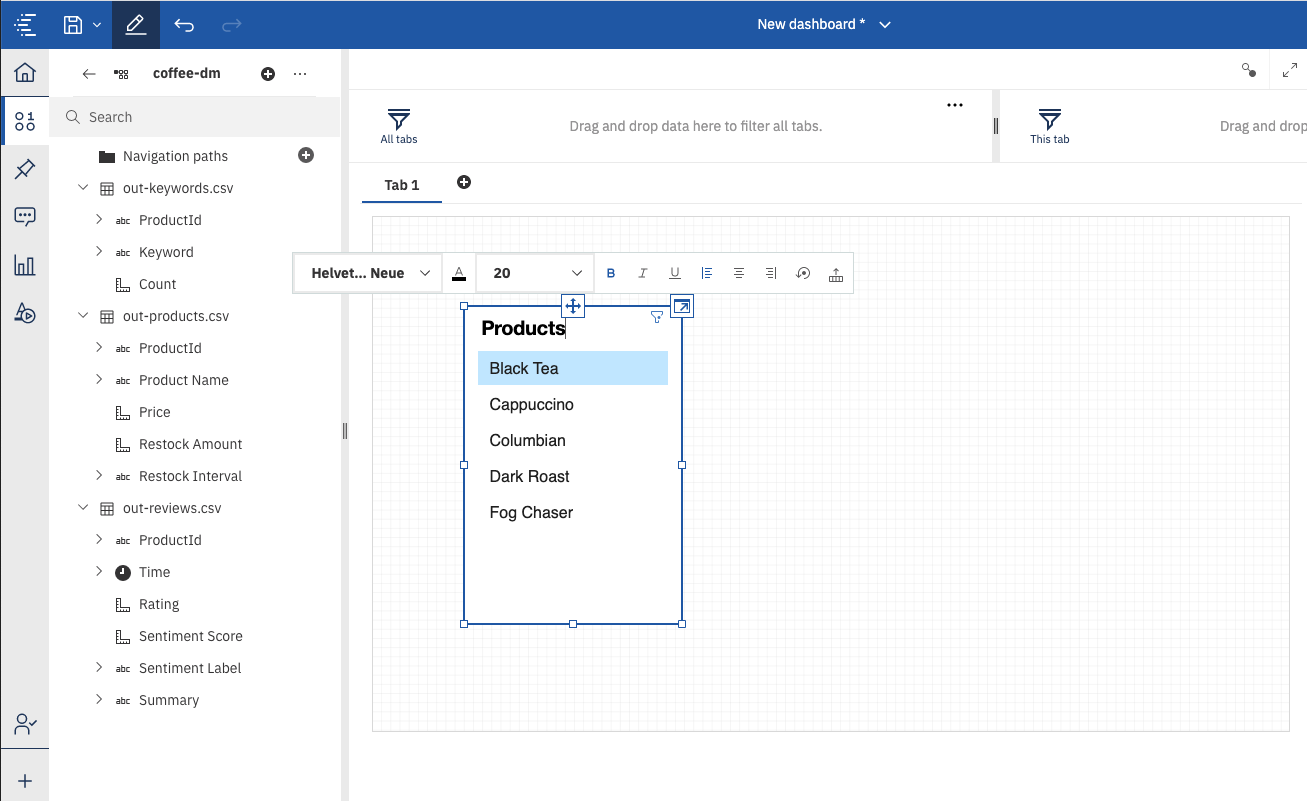 New dashboard *
coffee-dm
Search
Navigation paths
out-keywords.csv
abc ProductId
abc Keyword
Count
out-products.csv
abc ProductId
abc Product Name
Price
Restock Amount
abc Restock Interval
out-reviews.csv
abc ProductId
Time
Rating
Sentiment Score
abc Sentiment Label
abc Summary
All tabs
Drag and drop data here to filter all tabs.
This tab
Drag and drop
Tab 1
Helvet... Neue
A
20
B
I
U
Products
Black Tea
Cappuccino
Columbian
Dark Roast
Fog Chaser